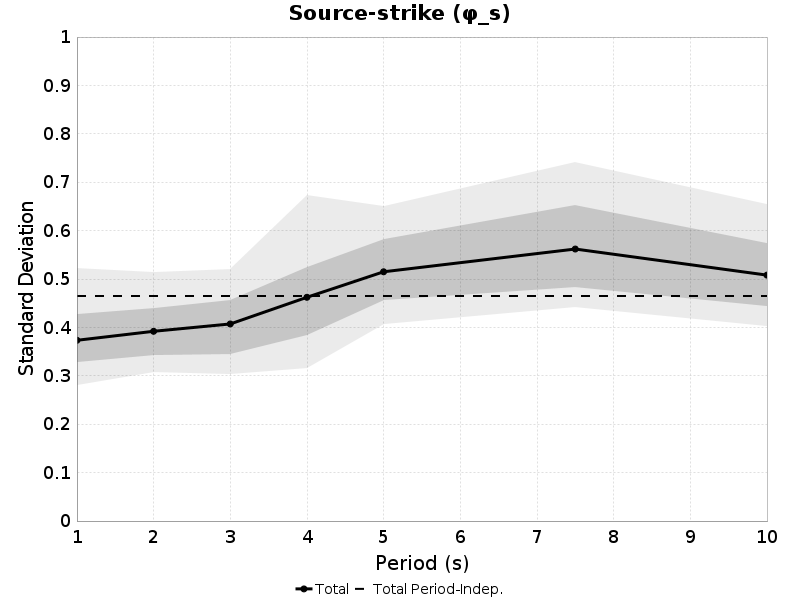 Source-strike (φ_s)
1
0.9
0.8
0.7
0.6
0.5
0.4
0.3
0.2
0.1
0
Standard Deviation
1 2 3 4 5 6 7 8 9 10
Period (s)
Total Total Period-Indep.